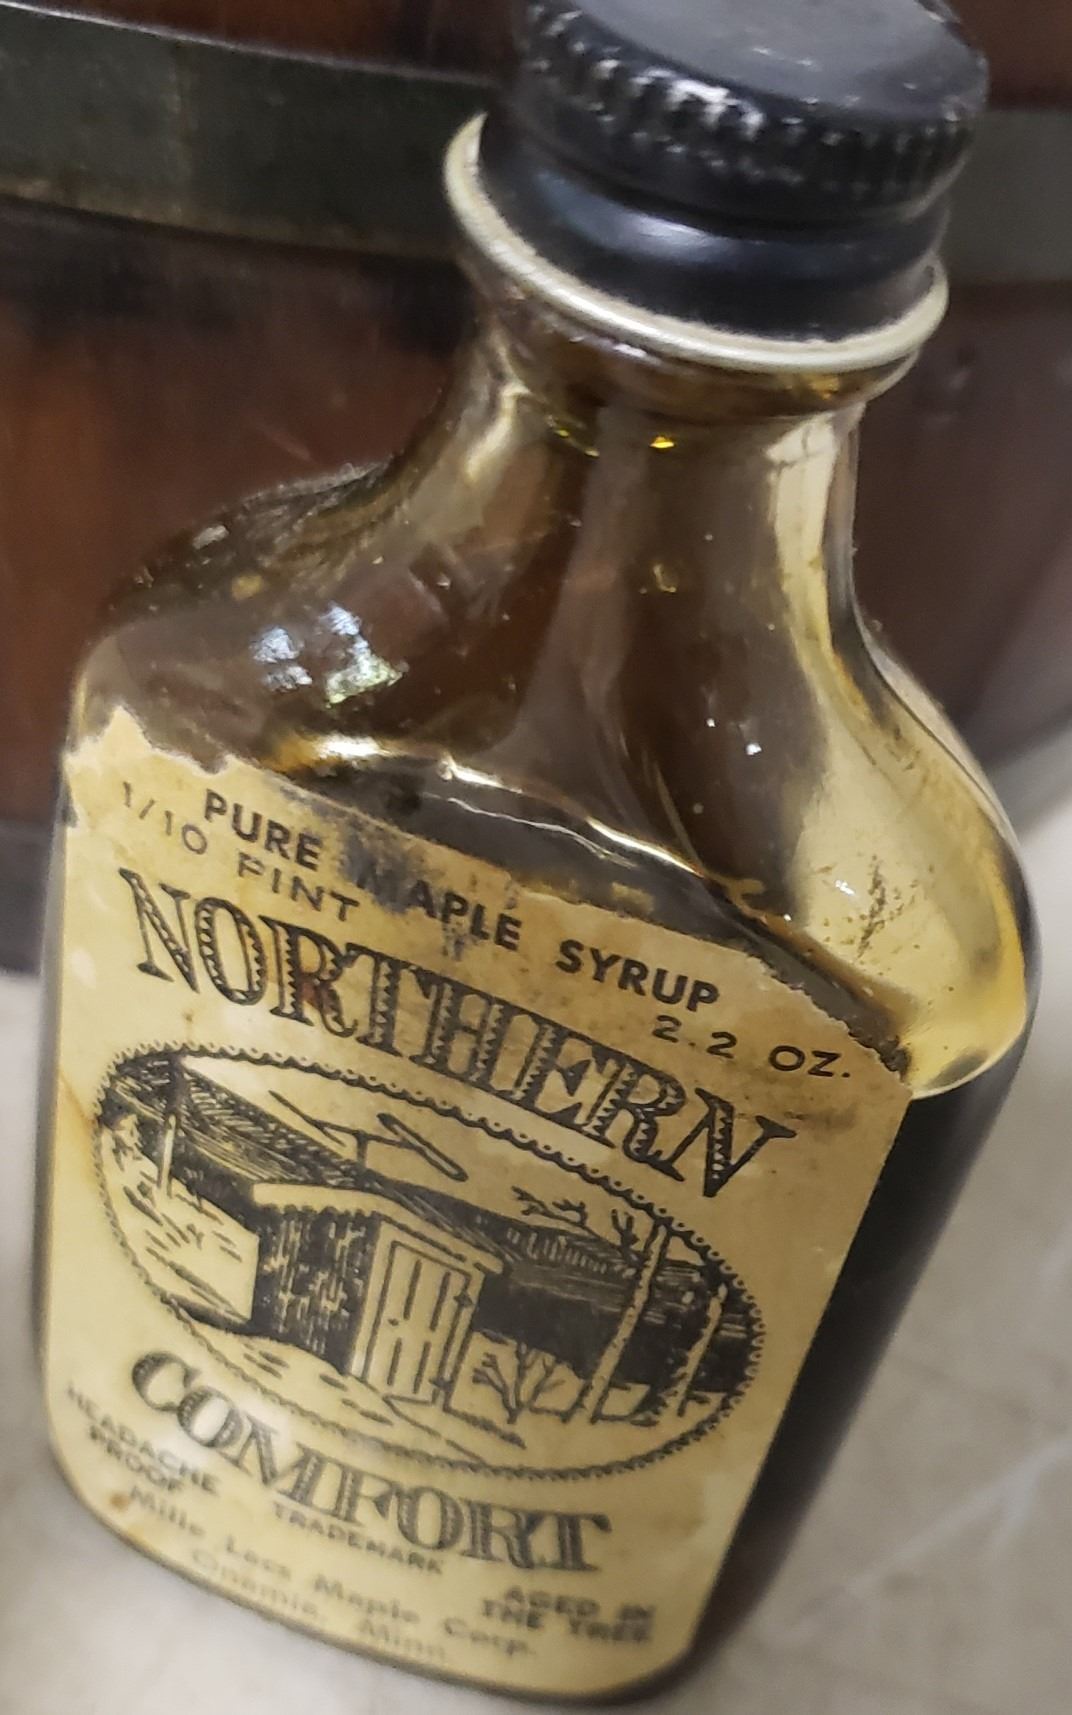 PURE MAPLE SYRUP
1/10 PINT 2.2 OZ.
NORTHERN
COMFORT
HEADACHE PROOF
TRADEMARK
AGED IN THE TREE
Mille Lacs Maple Corp.
Onamia, Minn.